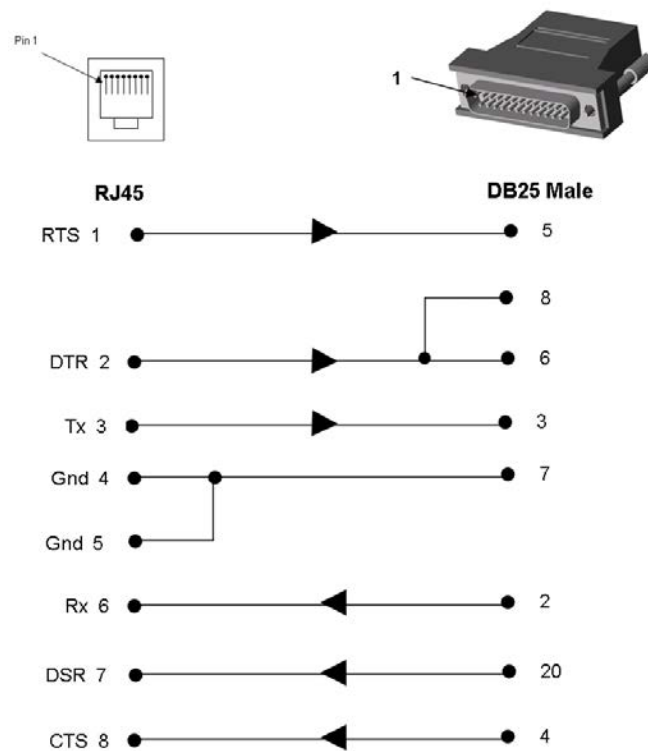 Pin 1
1
RJ45 DB25 Male
RTS 1 5
8
DTR 2 6
Tx 3 3
Gnd 4 7
Gnd 5
Rx 6 2
DSR 7 20
CTS 8 4